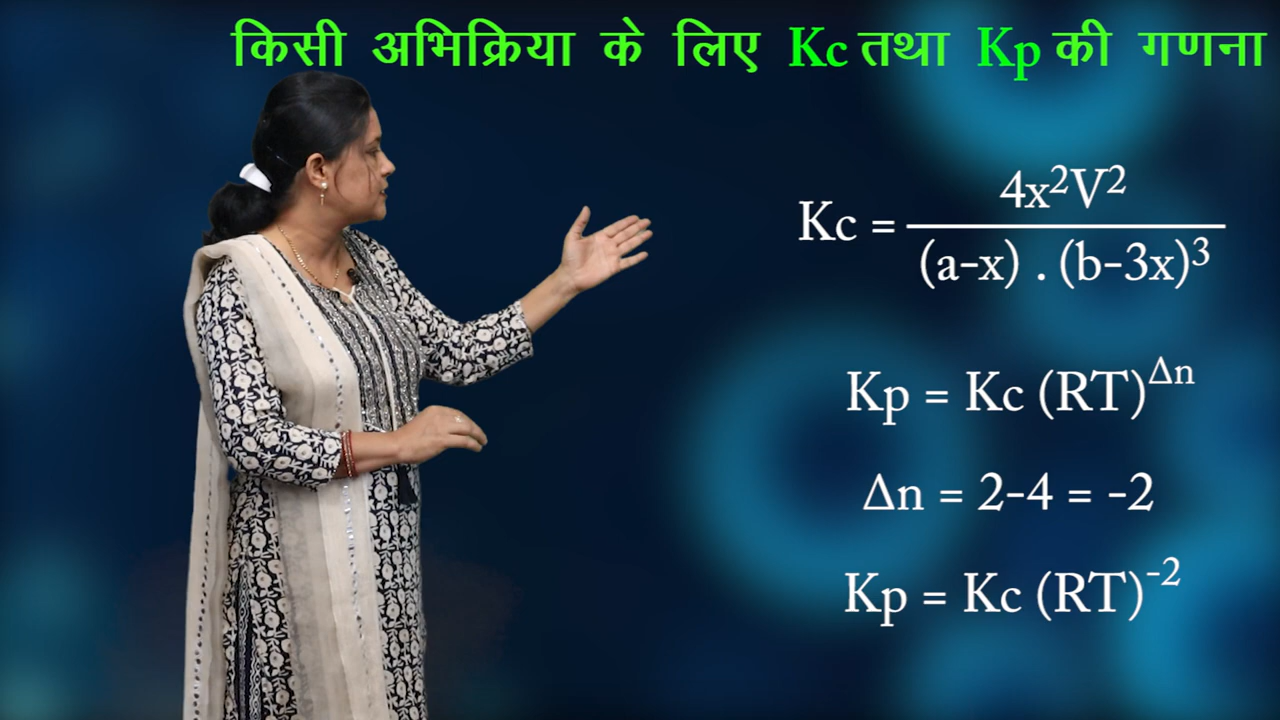 किसी अभिक्रिया के लिए Kc तथा Kp की गणना
Kc = 4x²V² / (a-x) . (b-3x)³
Kp = Kc (RT)^Δn
Δn = 2-4 = -2
Kp = Kc (RT)⁻²